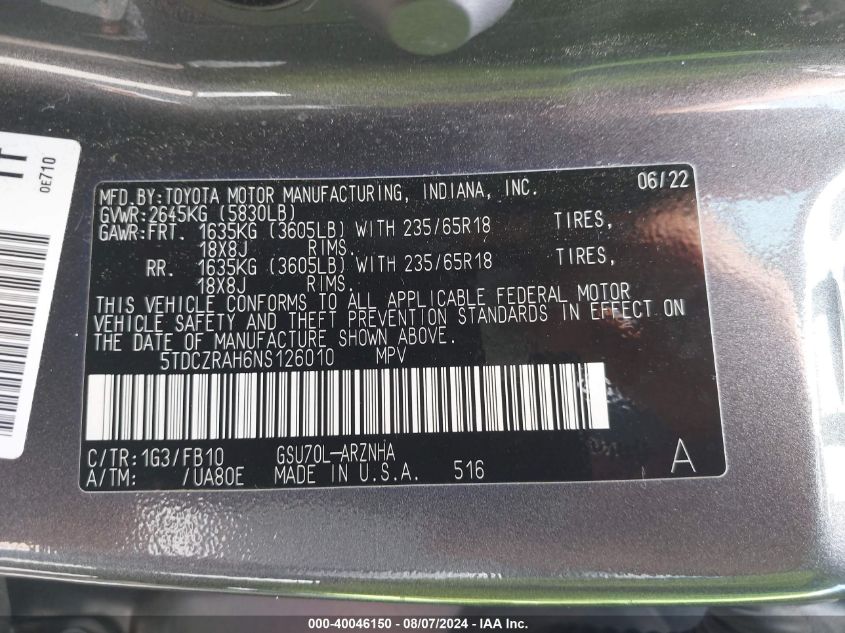 TF
0E710
MFD.BY:TOYOTA MOTOR MANUFACTURING, INDIANA, INC. 06/22
GVWR:2645KG (5830LB)
GAWR:FRT. 1635KG (3605LB) WITH 235/65R18 TIRES,
18X8J RIMS.
RR. 1635KG (3605LB) WITH 235/65R18 TIRES,
18X8J RIMS.
THIS VEHICLE CONFORMS TO ALL APPLICABLE FEDERAL MOTOR
VEHICLE SAFETY AND THEFT PREVENTION STANDARDS IN EFFECT ON
THE DATE OF MANUFACTURE SHOWN ABOVE.
5TDCZRAH6NS126010 MPV
C/TR:1G3/FB10 GSU70L-ARZNHA
A/TM: /UA80E MADE IN U.S.A. 516 A
000-40046150 - 08/07/2024 - IAA Inc.